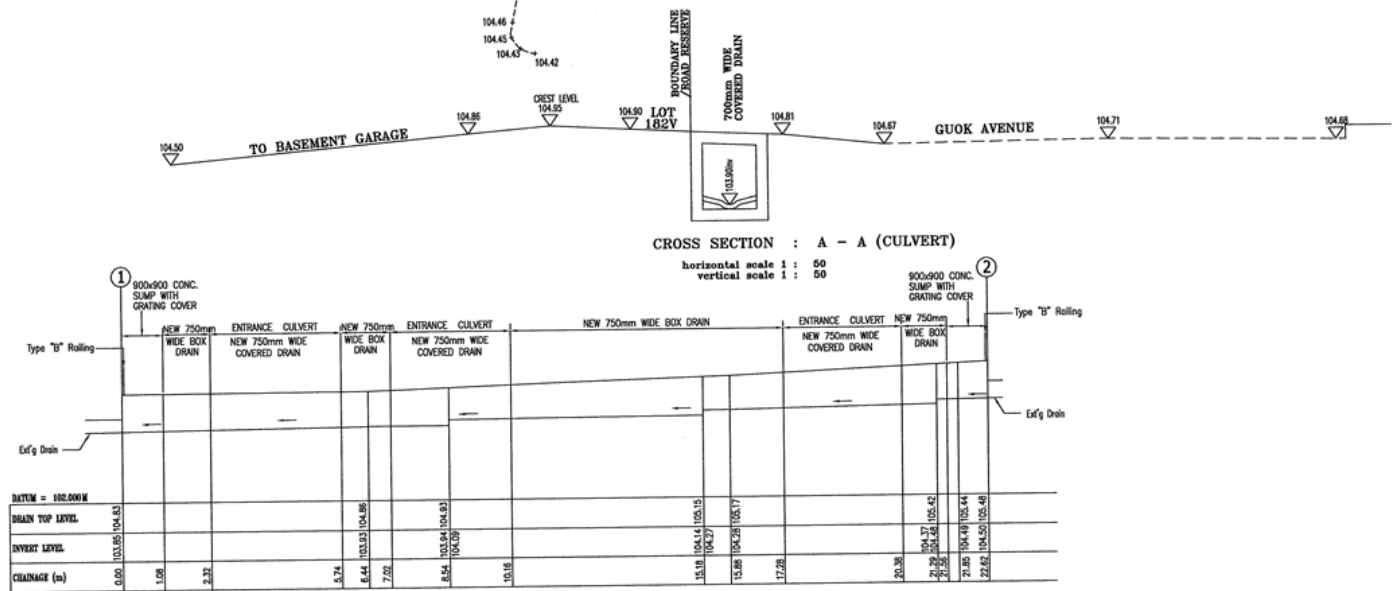 104.46
104.45
104.43
104.42
BOUNDARY LINE
/ROAD RESERVE
700mm WIDE
COVERED DRAIN
CREST LEVEL
104.95
104.50
TO BASEMENT GARAGE
104.86
104.90
LOT
182V
104.81
104.67
GUOK AVENUE
104.71
104.68
103.90inv
CROSS SECTION : A - A (CULVERT)
horizontal scale 1 : 50
vertical scale 1 : 50
1
900x900 CONC.
SUMP WITH
GRATING COVER
2
900x900 CONC.
SUMP WITH
GRATING COVER
Type "B" Railing
NEW 750mm
WIDE BOX
DRAIN
ENTRANCE CULVERT
NEW 750mm WIDE
COVERED DRAIN
NEW 750mm
WIDE BOX
DRAIN
ENTRANCE CULVERT
NEW 750mm WIDE
COVERED DRAIN
NEW 750mm WIDE BOX DRAIN
ENTRANCE CULVERT
NEW 750mm WIDE
COVERED DRAIN
NEW 750mm
WIDE BOX
DRAIN
Type "B" Railing
Ext'g Drain
Ext'g Drain
DATUM = 102.000M
DRAIN TOP LEVEL 104.83 104.86 104.93 105.15 105.17 105.42 105.44 105.48
INVERT LEVEL 103.85 103.93 103.94 104.09 104.14 104.27 104.28 104.37 104.48 104.49 104.50
CHAINAGE (m) 0.00 1.08 2.32 5.74 6.44 7.02 8.54 10.16 15.18 15.86 17.28 20.38 21.29 21.56 21.85 22.62